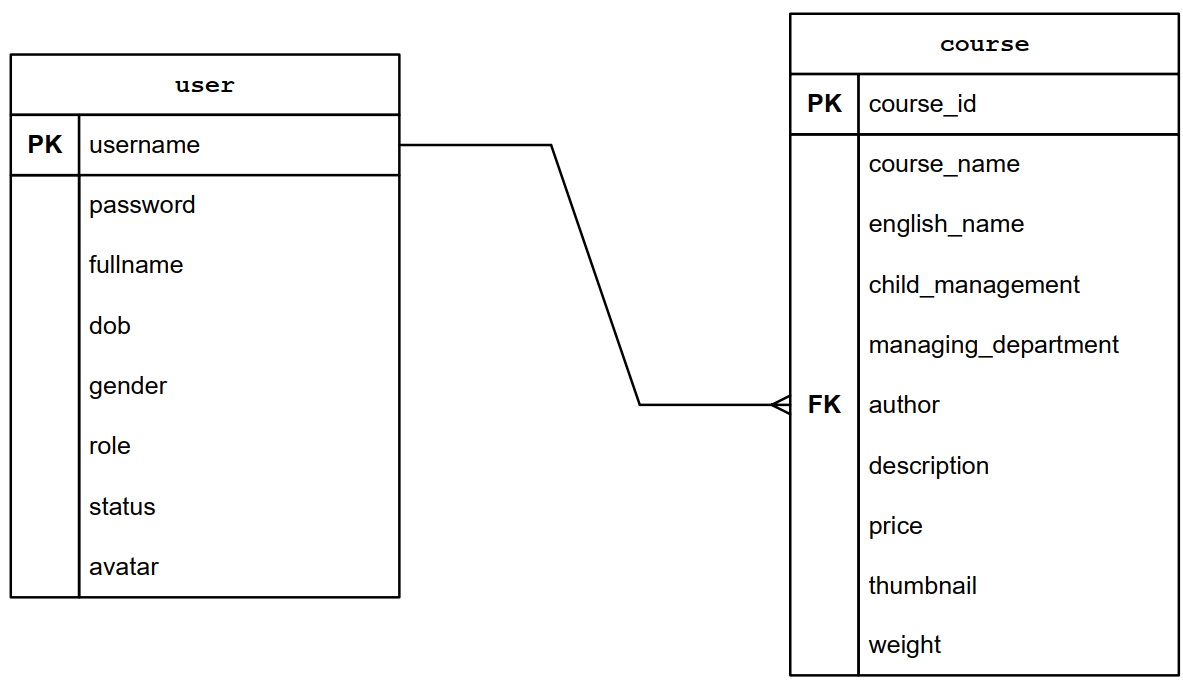 user
PK username
password
fullname
dob
gender
role
status
avatar
course
PK course_id
course_name
english_name
child_management
managing_department
FK author
description
price
thumbnail
weight